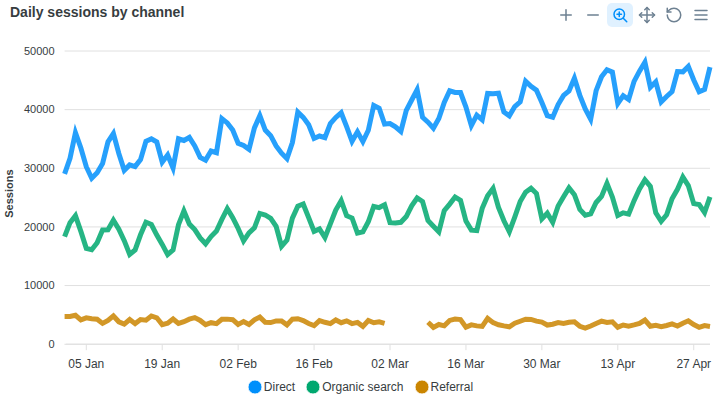 Daily sessions by channel
50000
40000
30000
20000
10000
0
Sessions
05 Jan 19 Jan 02 Feb 16 Feb 02 Mar 16 Mar 30 Mar 13 Apr 27 Apr
Direct Organic search Referral